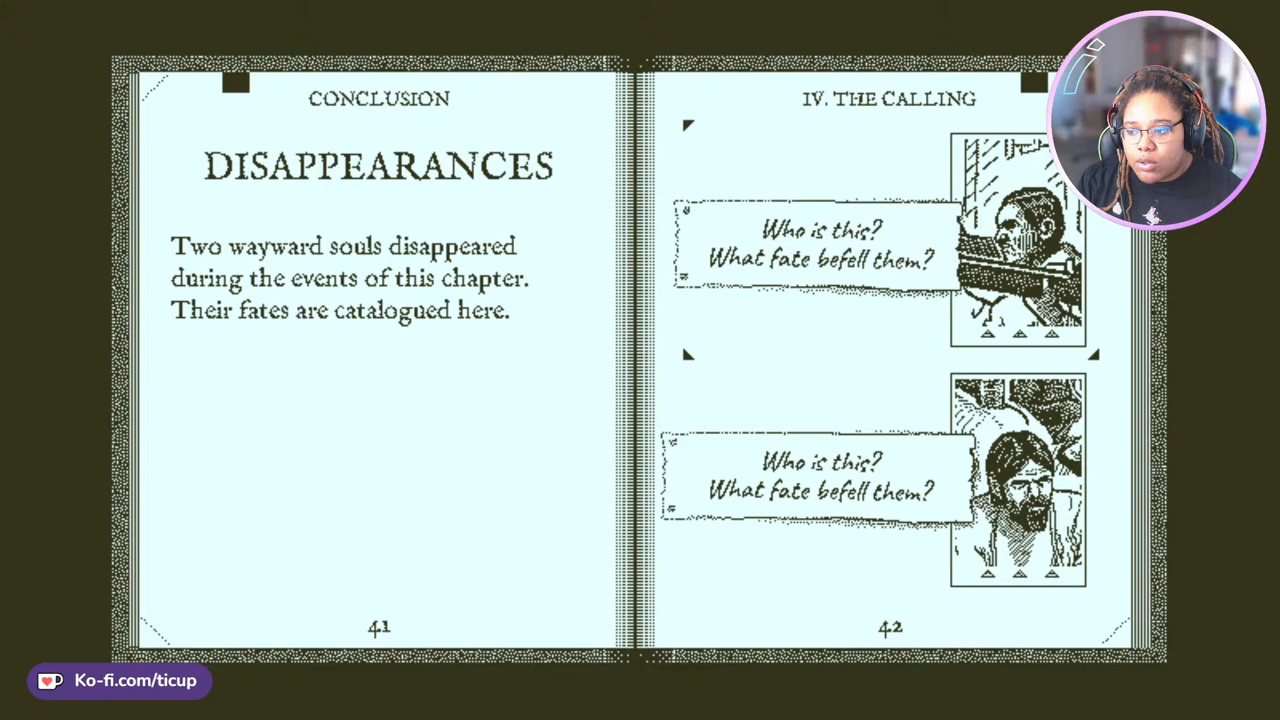 CONCLUSION
DISAPPEARANCES
Two wayward souls disappeared
during the events of this chapter.
Their fates are catalogued here.
41
IV. THE CALLING
Who is this?
What fate befell them?
Who is this?
What fate befell them?
42
Ko-fi.com/ticup